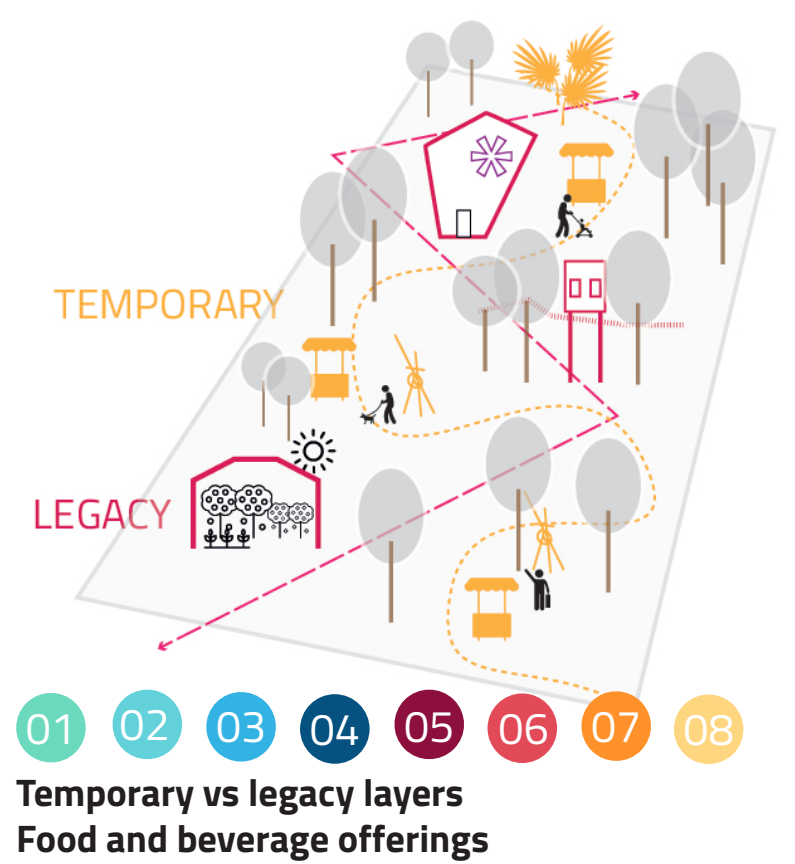 TEMPORARY
LEGACY
01 02 03 04 05 06 07 08
Temporary vs legacy layers
Food and beverage offerings